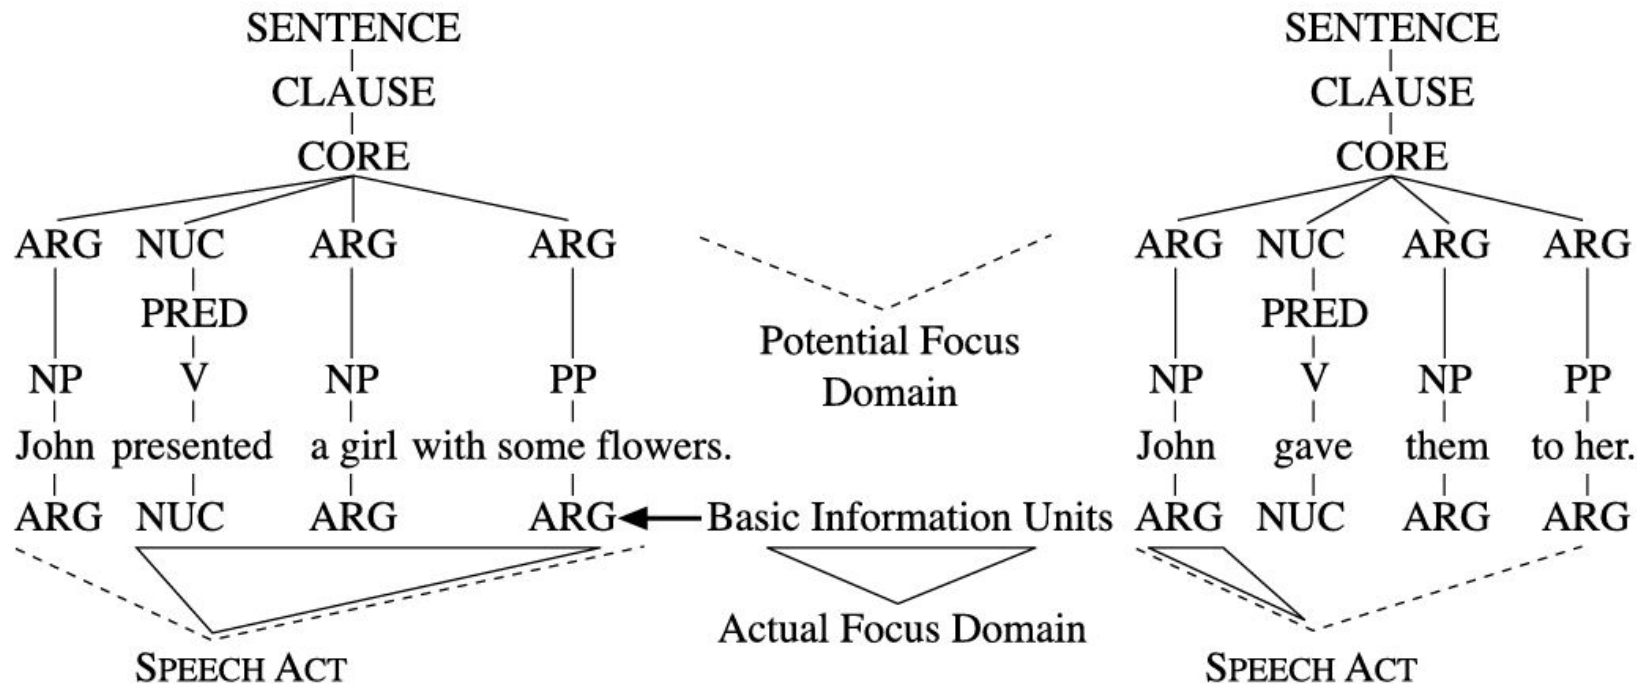 SENTENCE SENTENCE
CLAUSE CLAUSE
CORE CORE
ARG NUC ARG ARG ARG NUC ARG ARG
PRED PRED
Potential Focus
Domain
NP V NP PP NP V NP PP
John presented a girl with some flowers. John gave them to her.
ARG NUC ARG ARG Basic Information Units ARG NUC ARG ARG
Actual Focus Domain
SPEECH ACT SPEECH ACT